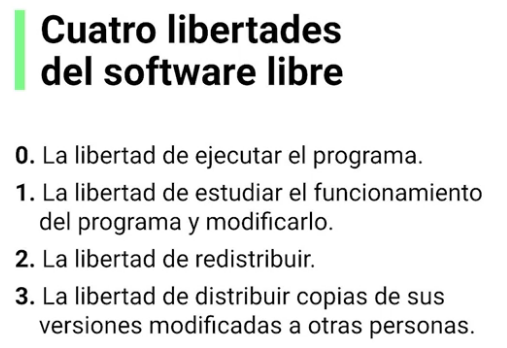 Cuatro libertades
del software libre
0. La libertad de ejecutar el programa.
1. La libertad de estudiar el funcionamiento
del programa y modificarlo.
2. La libertad de redistribuir.
3. La libertad de distribuir copias de sus
versiones modificadas a otras personas.